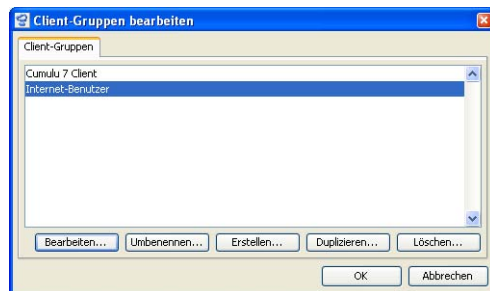 Client-Gruppen bearbeiten
Client-Gruppen
Cumulu 7 Client
Internet-Benutzer
Bearbeiten... Umbenennen... Erstellen... Duplizieren... Löschen...
OK Abbrechen